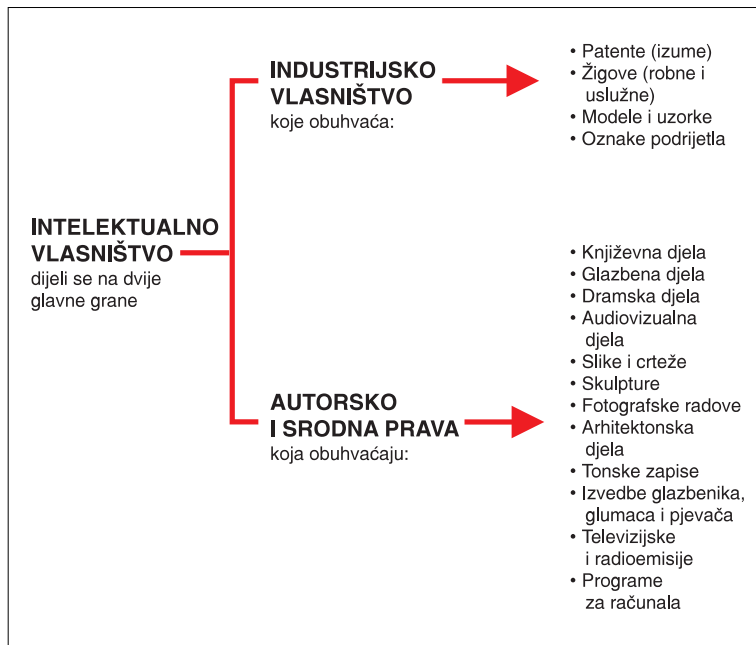 INTELEKTUALNO
VLASNIŠTVO
dijeli se na dvije
glavne grane
INDUSTRIJSKO
VLASNIŠTVO
koje obuhvaća:
• Patente (izume)
• Žigove (robne i
uslužne)
• Modele i uzorke
• Oznake podrijetla
AUTORSKO
I SRODNA PRAVA
koja obuhvaćaju:
• Književna djela
• Glazbena djela
• Dramska djela
• Audiovizualna
djela
• Slike i crteže
• Skulpture
• Fotografske radove
• Arhitektonska
djela
• Tonske zapise
• Izvedbe glazbenika,
glumaca i pjevača
• Televizijske
i radioemisije
• Programe
za računala